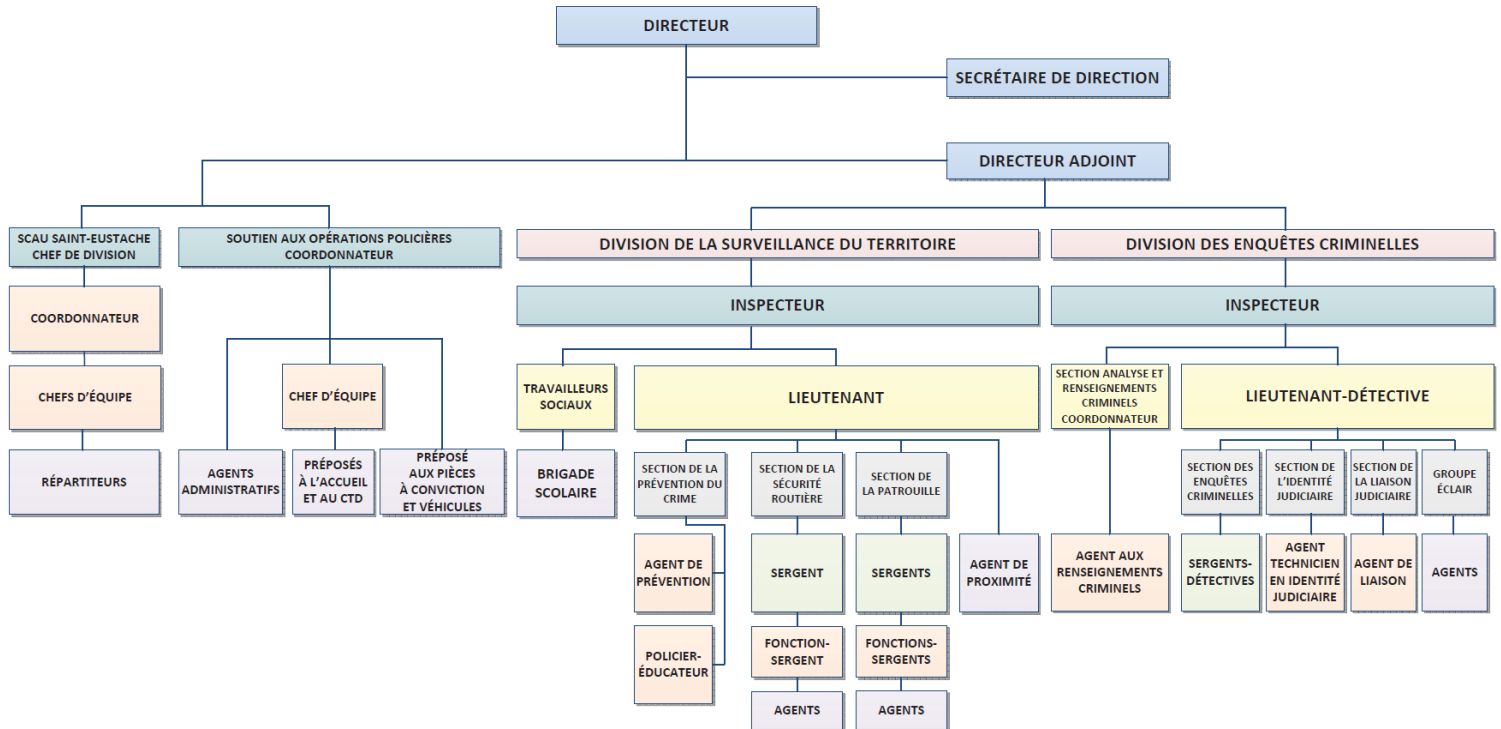 DIRECTEUR
SECRÉTAIRE DE DIRECTION
DIRECTEUR ADJOINT
SCAU SAINT-EUSTACHE
CHEF DE DIVISION
SOUTIEN AUX OPÉRATIONS POLICIÈRES
COORDONNATEUR
DIVISION DE LA SURVEILLANCE DU TERRITOIRE
DIVISION DES ENQUÊTES CRIMINELLES
COORDONNATEUR
INSPECTEUR
INSPECTEUR
CHEFS D’ÉQUIPE
CHEF D’ÉQUIPE
TRAVAILLEURS
SOCIAUX
LIEUTENANT
SECTION ANALYSE ET
RENSEIGNEMENTS
CRIMINELS
COORDONNATEUR
LIEUTENANT-DÉTECTIVE
RÉPARTITEURS
AGENTS
ADMINISTRATIFS
PRÉPOSÉS
À L’ACCUEIL
ET AU CTD
PRÉPOSÉ
AUX PIÈCES
À CONVICTION
ET VÉHICULES
BRIGADE
SCOLAIRE
SECTION DE LA
PRÉVENTION DU
CRIME
SECTION DE LA
SÉCURITÉ
ROUTIÈRE
SECTION DE
LA PATROUILLE
SECTION DES
ENQUÊTES
CRIMINELLES
SECTION DE
L’IDENTITÉ
JUDICIAIRE
SECTION DE
LA LIAISON
JUDICIAIRE
GROUPE
ÉCLAIR
AGENT DE
PRÉVENTION
SERGENT
SERGENTS
AGENT DE
PROXIMITÉ
AGENT AUX
RENSEIGNEMENTS
CRIMINELS
SERGENTS-
DÉTECTIVES
AGENT
TECHNICIEN
EN IDENTITÉ
JUDICIAIRE
AGENT DE
LIAISON
AGENTS
POLICIER-
ÉDUCATEUR
FONCTION-
SERGENT
FONCTIONS-
SERGENTS
AGENTS
AGENTS